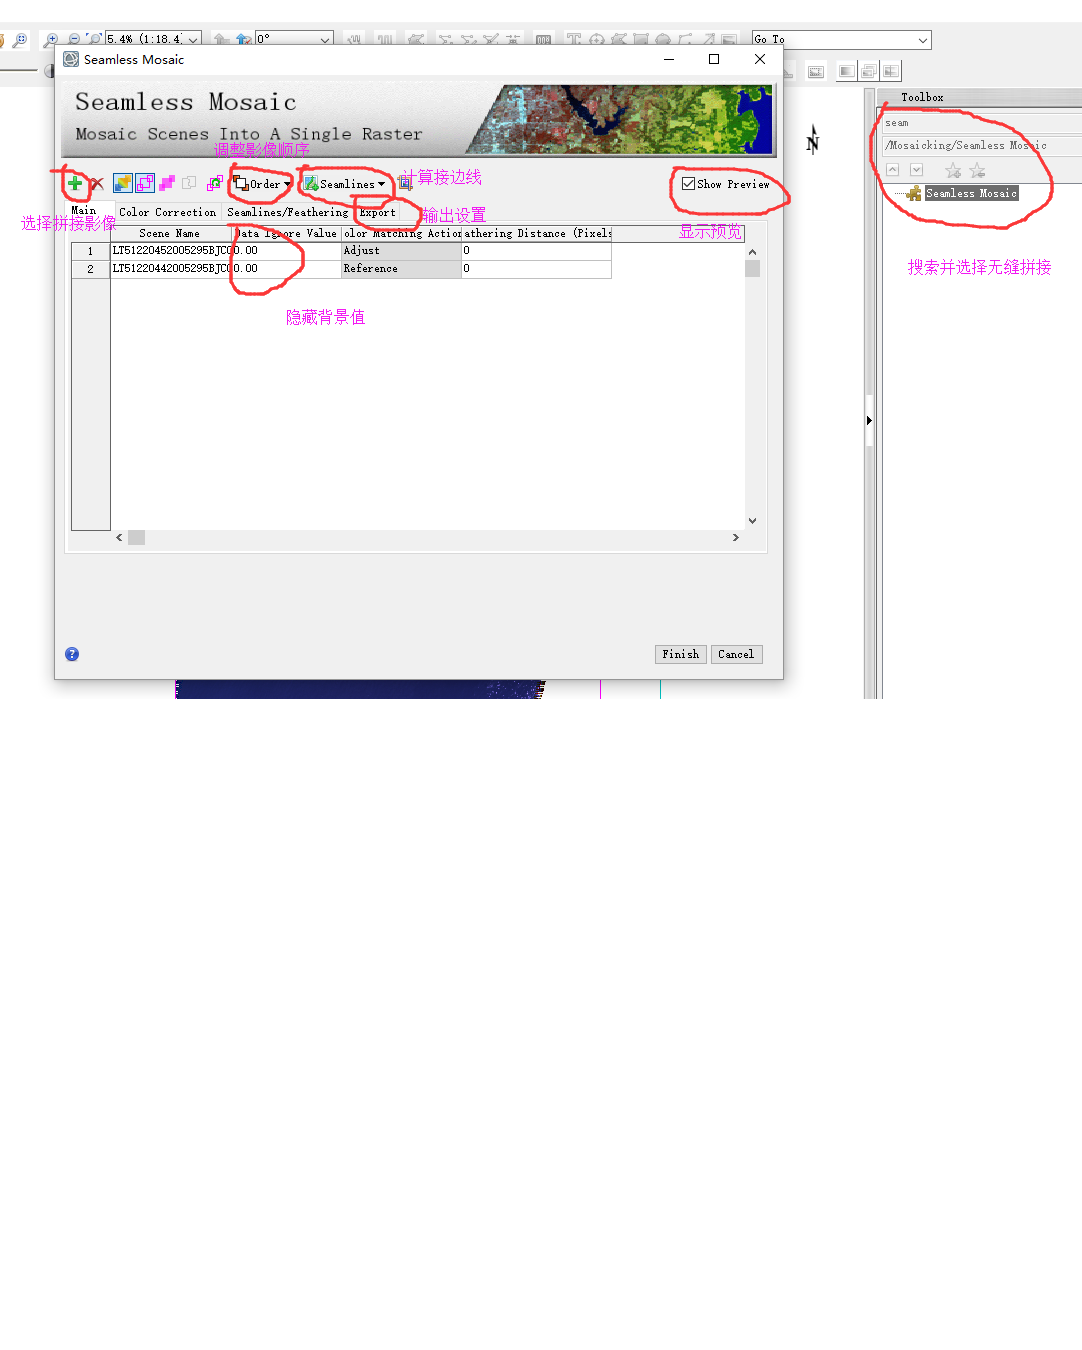 5.4% (1:18.4
0°
Go To
Seamless Mosaic
Toolbox
Seamless Mosaic
Mosaic Scenes Into A Single Raster
seam
/Mosaicking/Seamless Mosaic
调整影像顺序
Order
Seamlines
计算接边线
Show Preview
Seamless Mosaic
选择拼接影像
Main
Color Correction
Seamlines/Feathering
Export
输出设置
显示预览
Scene Name
Data Ignore Value
olor Matching Action
athering Distance (Pixels
1 LT51220452005295BJC0 0.00 Adjust 0
2 LT51220442005295BJC0 0.00 Reference 0
搜索并选择无缝拼接
隐藏背景值
?
Finish
Cancel
N